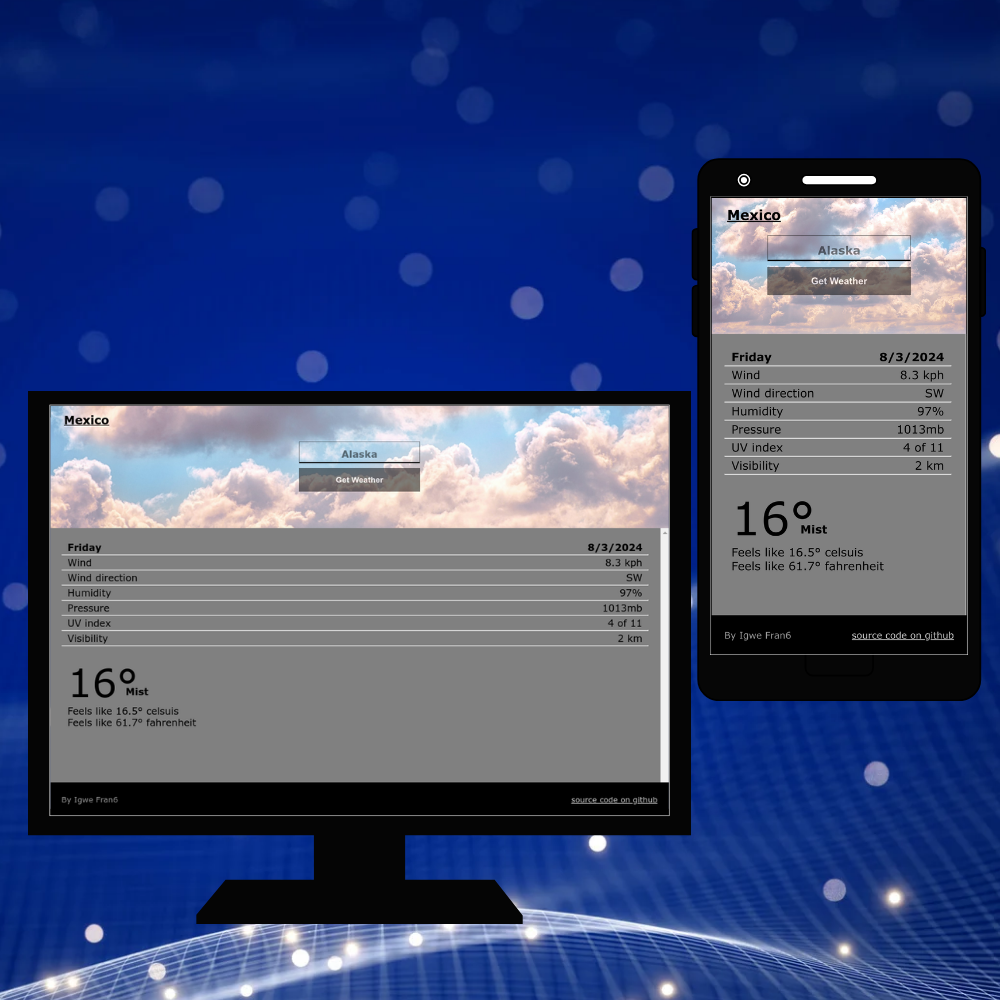 Mexico
Alaska
Get Weather
Friday 8/3/2024
Wind 8.3 kph
Wind direction SW
Humidity 97%
Pressure 1013mb
UV index 4 of 11
Visibility 2 km
16° Mist
Feels like 16.5° celsuis
Feels like 61.7° fahrenheit
By Igwe Fran6 source code on github
Mexico
Alaska
Get Weather
Friday 8/3/2024
Wind 8.3 kph
Wind direction SW
Humidity 97%
Pressure 1013mb
UV index 4 of 11
Visibility 2 km
16° Mist
Feels like 16.5° celsuis
Feels like 61.7° fahrenheit
By Igwe Fran6 source code on github